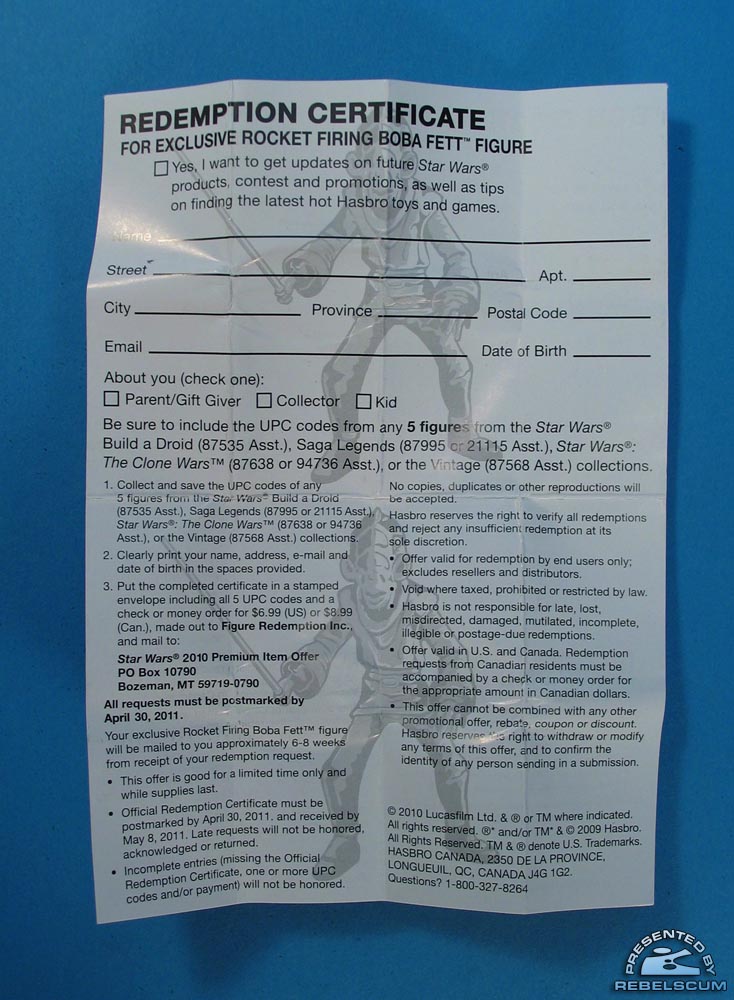 REDEMPTION CERTIFICATE
FOR EXCLUSIVE ROCKET FIRING BOBA FETT™ FIGURE
Yes, I want to get updates on future Star Wars®
products, contest and promotions, as well as tips
on finding the latest hot Hasbro toys and games.
Name
Street Apt.
City Province Postal Code
Email Date of Birth
About you (check one):
Parent/Gift Giver Collector Kid
Be sure to include the UPC codes from any 5 figures from the Star Wars®
Build a Droid (87535 Asst.), Saga Legends (87995 or 21115 Asst.), Star Wars®:
The Clone Wars™ (87638 or 94736 Asst.), or the Vintage (87568 Asst.) collections.
1. Collect and save the UPC codes of any
5 figures from the Star Wars® Build a Droid
(87535 Asst.), Saga Legends (87995 or 21115 Asst.),
Star Wars®: The Clone Wars™ (87638 or 94736
Asst.), or the Vintage (87568 Asst.) collections.
2. Clearly print your name, address, e-mail and
date of birth in the spaces provided.
3. Put the completed certificate in a stamped
envelope including all 5 UPC codes and a
check or money order for $6.99 (US) or $8.99
(Can.), made out to Figure Redemption Inc.,
and mail to:
Star Wars® 2010 Premium Item Offer
PO Box 10790
Bozeman, MT 59719-0790
All requests must be postmarked by
April 30, 2011.
Your exclusive Rocket Firing Boba Fett™ figure
will be mailed to you approximately 6-8 weeks
from receipt of your redemption request.
• This offer is good for a limited time only and
while supplies last.
• Official Redemption Certificate must be
postmarked by April 30, 2011. and received by
May 8, 2011. Late requests will not be honored,
acknowledged or returned.
• Incomplete entries (missing the Official
Redemption Certificate, one or more UPC
codes and/or payment) will not be honored.
No copies, duplicates or other reproductions will
be accepted.
Hasbro reserves the right to verify all redemptions
and reject any insufficient redemption at its
sole discretion.
• Offer valid for redemption by end users only;
excludes resellers and distributors.
• Void where taxed, prohibited or restricted by law.
• Hasbro is not responsible for late, lost,
misdirected, damaged, mutilated, incomplete,
illegible or postage-due redemptions.
• Offer valid in U.S. and Canada. Redemption
requests from Canadian residents must be
accompanied by a check or money order for
the appropriate amount in Canadian dollars.
• This offer cannot be combined with any other
promotional offer, rebate, coupon or discount.
Hasbro reserves the right to withdraw or modify
any terms of this offer, and to confirm the
identity of any person sending in a submission.
© 2010 Lucasfilm Ltd. & ® or TM where indicated.
All rights reserved. ®* and/or TM* & © 2009 Hasbro.
All Rights Reserved. TM & ® denote U.S. Trademarks.
HASBRO CANADA, 2350 DE LA PROVINCE,
LONGUEUIL, QC, CANADA J4G 1G2.
Questions? 1-800-327-8264
PRESENTED BY
REBELSCUM